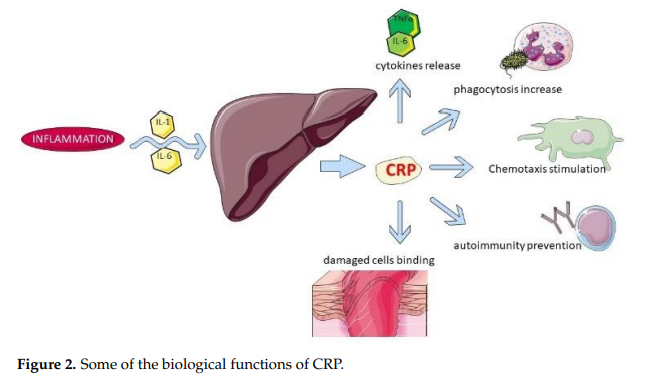 TNFα
IL-6
cytokines release
phagocytosis increase
IL-1
INFLAMMATION
IL-6
CRP
Chemotaxis stimulation
autoimmunity prevention
damaged cells binding
Figure 2. Some of the biological functions of CRP.